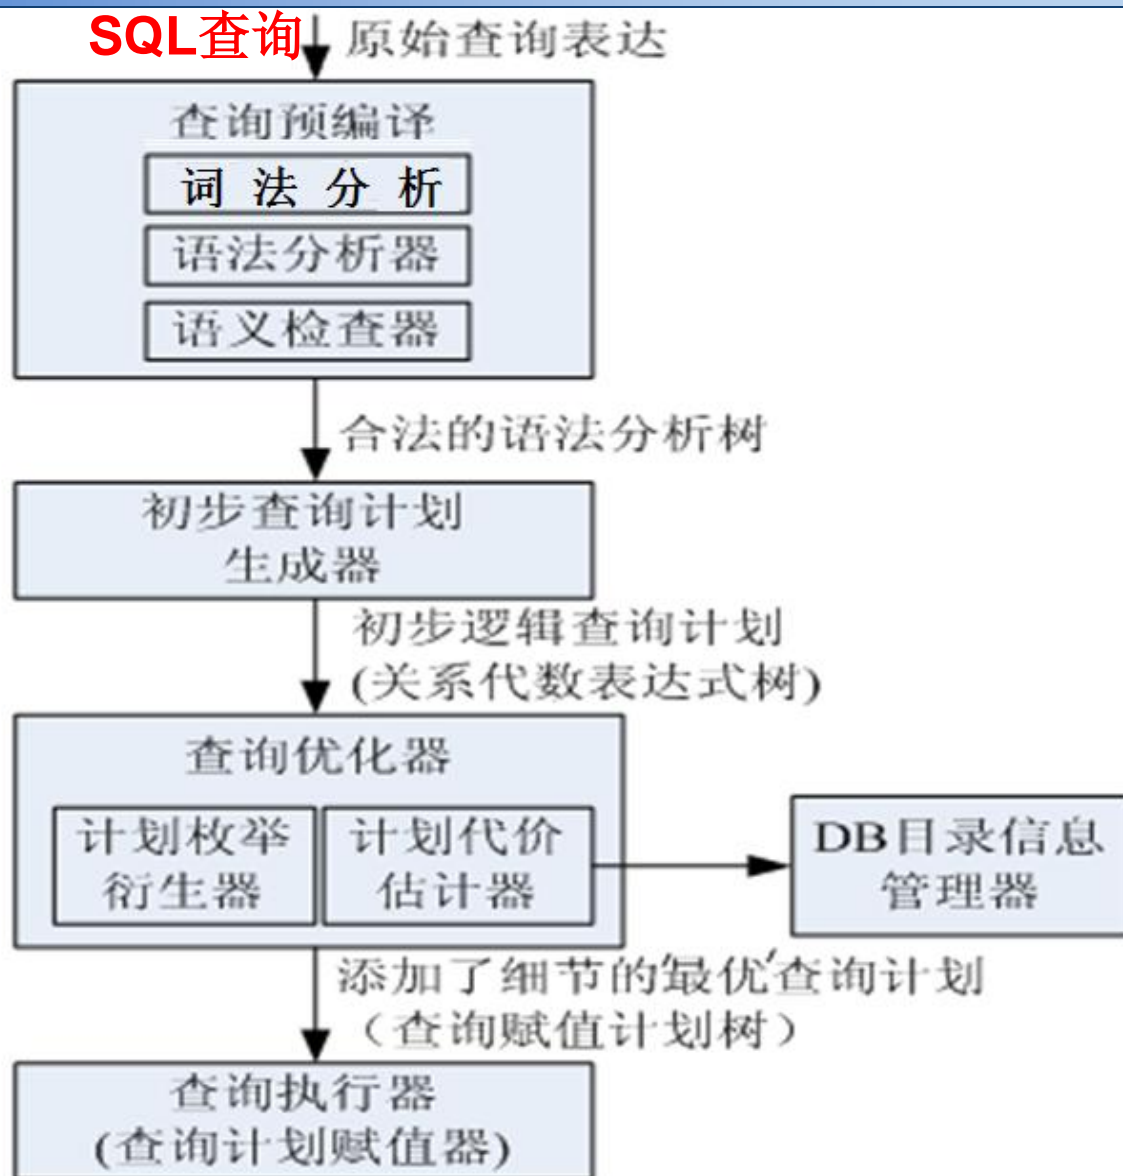 SQL查询
原始查询表达
查询预编译
词 法 分 析
语法分析器
语义检查器
合法的语法分析树
初步查询计划
生成器
初步逻辑查询计划
(关系代数表达式树)
查询优化器
计划枚举
衍生器
计划代价
估计器
DB目录信息
管理器
添加了细节的'最优'查询计划
（查询赋值计划树）
查询执行器
(查询计划赋值器)